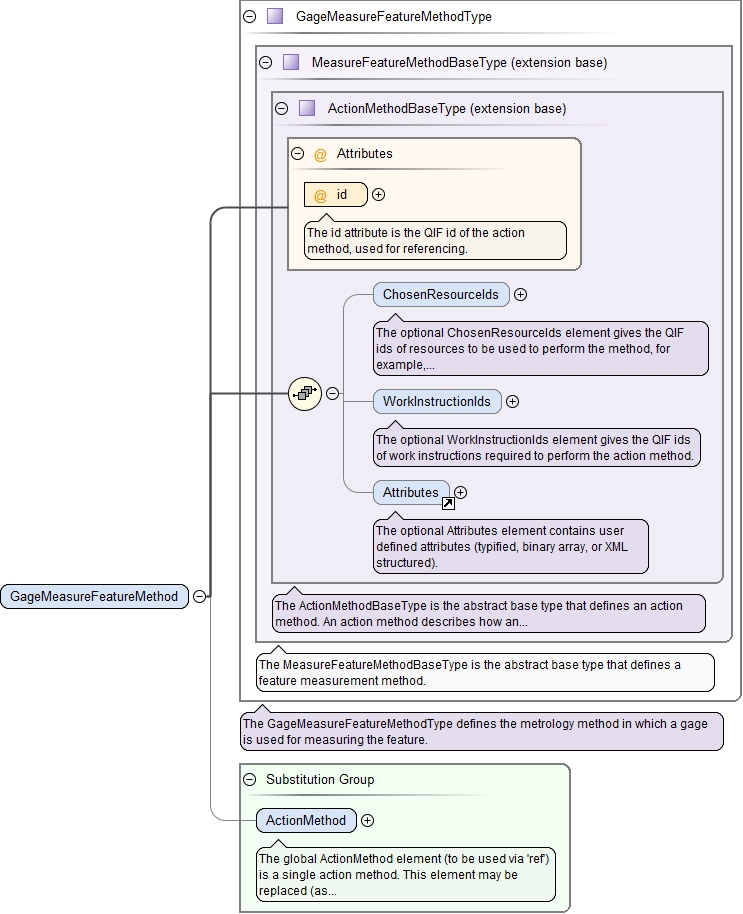 GageMeasureFeatureMethodType
MeasureFeatureMethodBaseType (extension base)
ActionMethodBaseType (extension base)
@ Attributes
@ id
The id attribute is the QIF id of the action
method, used for referencing.
ChosenResourceIds
The optional ChosenResourceIds element gives the QIF
ids of resources to be used to perform the method, for
example,...
WorkInstructionIds
The optional WorkInstructionIds element gives the QIF ids
of work instructions required to perform the action method.
Attributes
The optional Attributes element contains user
defined attributes (typified, binary array, or XML
structured).
GageMeasureFeatureMethod
The ActionMethodBaseType is the abstract base type that defines an action
method. An action method describes how an...
The MeasureFeatureMethodBaseType is the abstract base type that defines a
feature measurement method.
The GageMeasureFeatureMethodType defines the metrology method in which a gage
is used for measuring the feature.
Substitution Group
ActionMethod
The global ActionMethod element (to be used via 'ref')
is a single action method. This element may be
replaced (as...